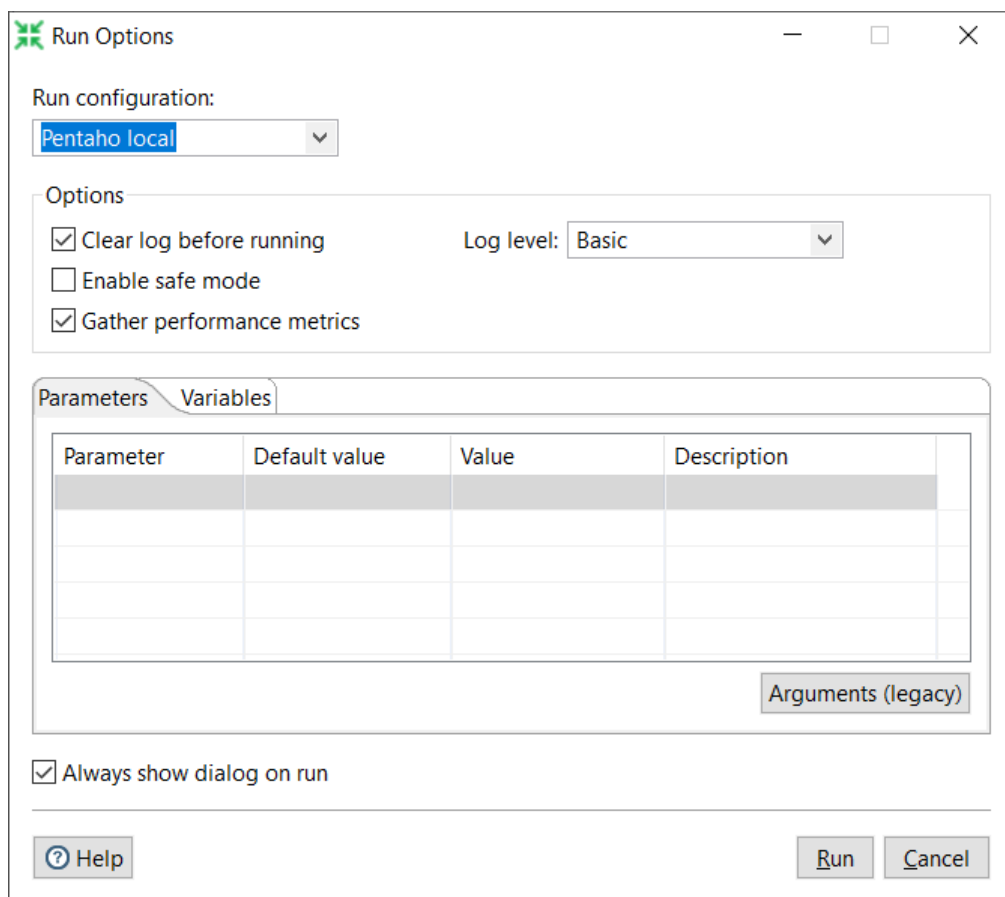 Run Options
Run configuration:
Pentaho local
Options
Clear log before running Log level: Basic
Enable safe mode
Gather performance metrics
Parameters Variables
Parameter Default value Value Description
Arguments (legacy)
Always show dialog on run
Help Run Cancel